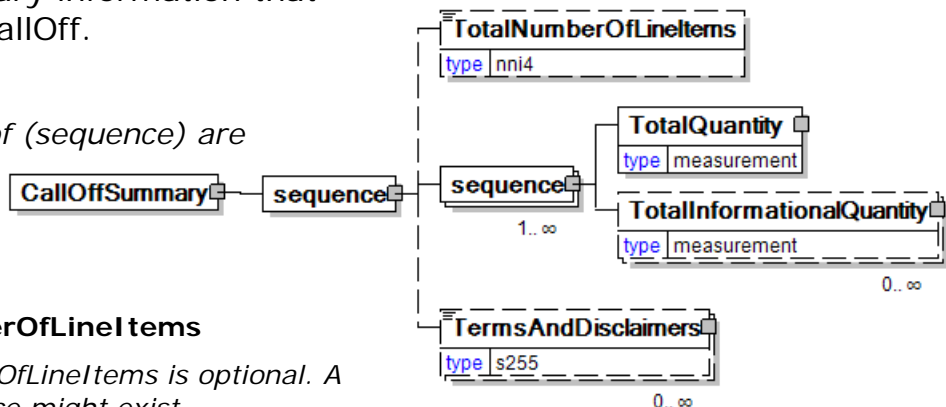 ary information that
allOff.
of (sequence) are
erOfLineItems
OfLineItems is optional. A
might exist
CallOffSummary
sequence
TotalNumberOfLineItems
type nni4
sequence
1.. ∞
TotalQuantity
type measurement
TotalInformationalQuantity
type measurement
0.. ∞
TermsAndDisclaimers
type s255
0.. ∞